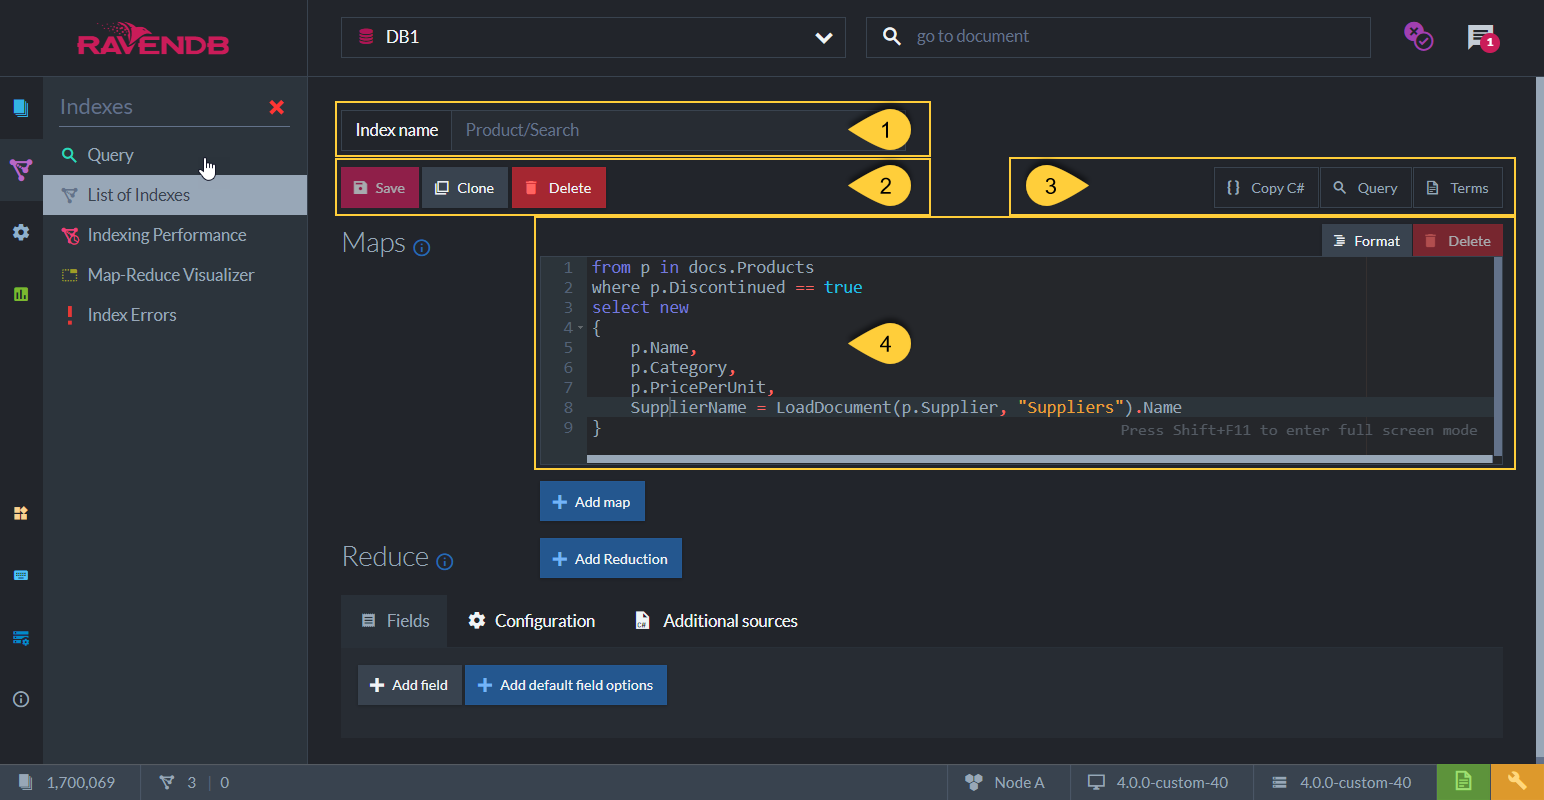 RAVENDB
DB1
go to document
1
Indexes
Query
List of Indexes
Indexing Performance
Map-Reduce Visualizer
Index Errors
Index name
Product/Search
1
Save
Clone
Delete
2
3
{} Copy C#
Query
Terms
Maps
Format
Delete
1 from p in docs.Products
2 where p.Discontinued == true
3 select new
4 {
5 p.Name,
6 p.Category,
7 p.PricePerUnit,
8 SupplierName = LoadDocument(p.Supplier, "Suppliers").Name
9 }
4
Press Shift+F11 to enter full screen mode
Add map
Reduce
Add Reduction
Fields
Configuration
C#
Additional sources
Add field
Add default field options
1,700,069
3 | 0
Node A
4.0.0-custom-40
4.0.0-custom-40